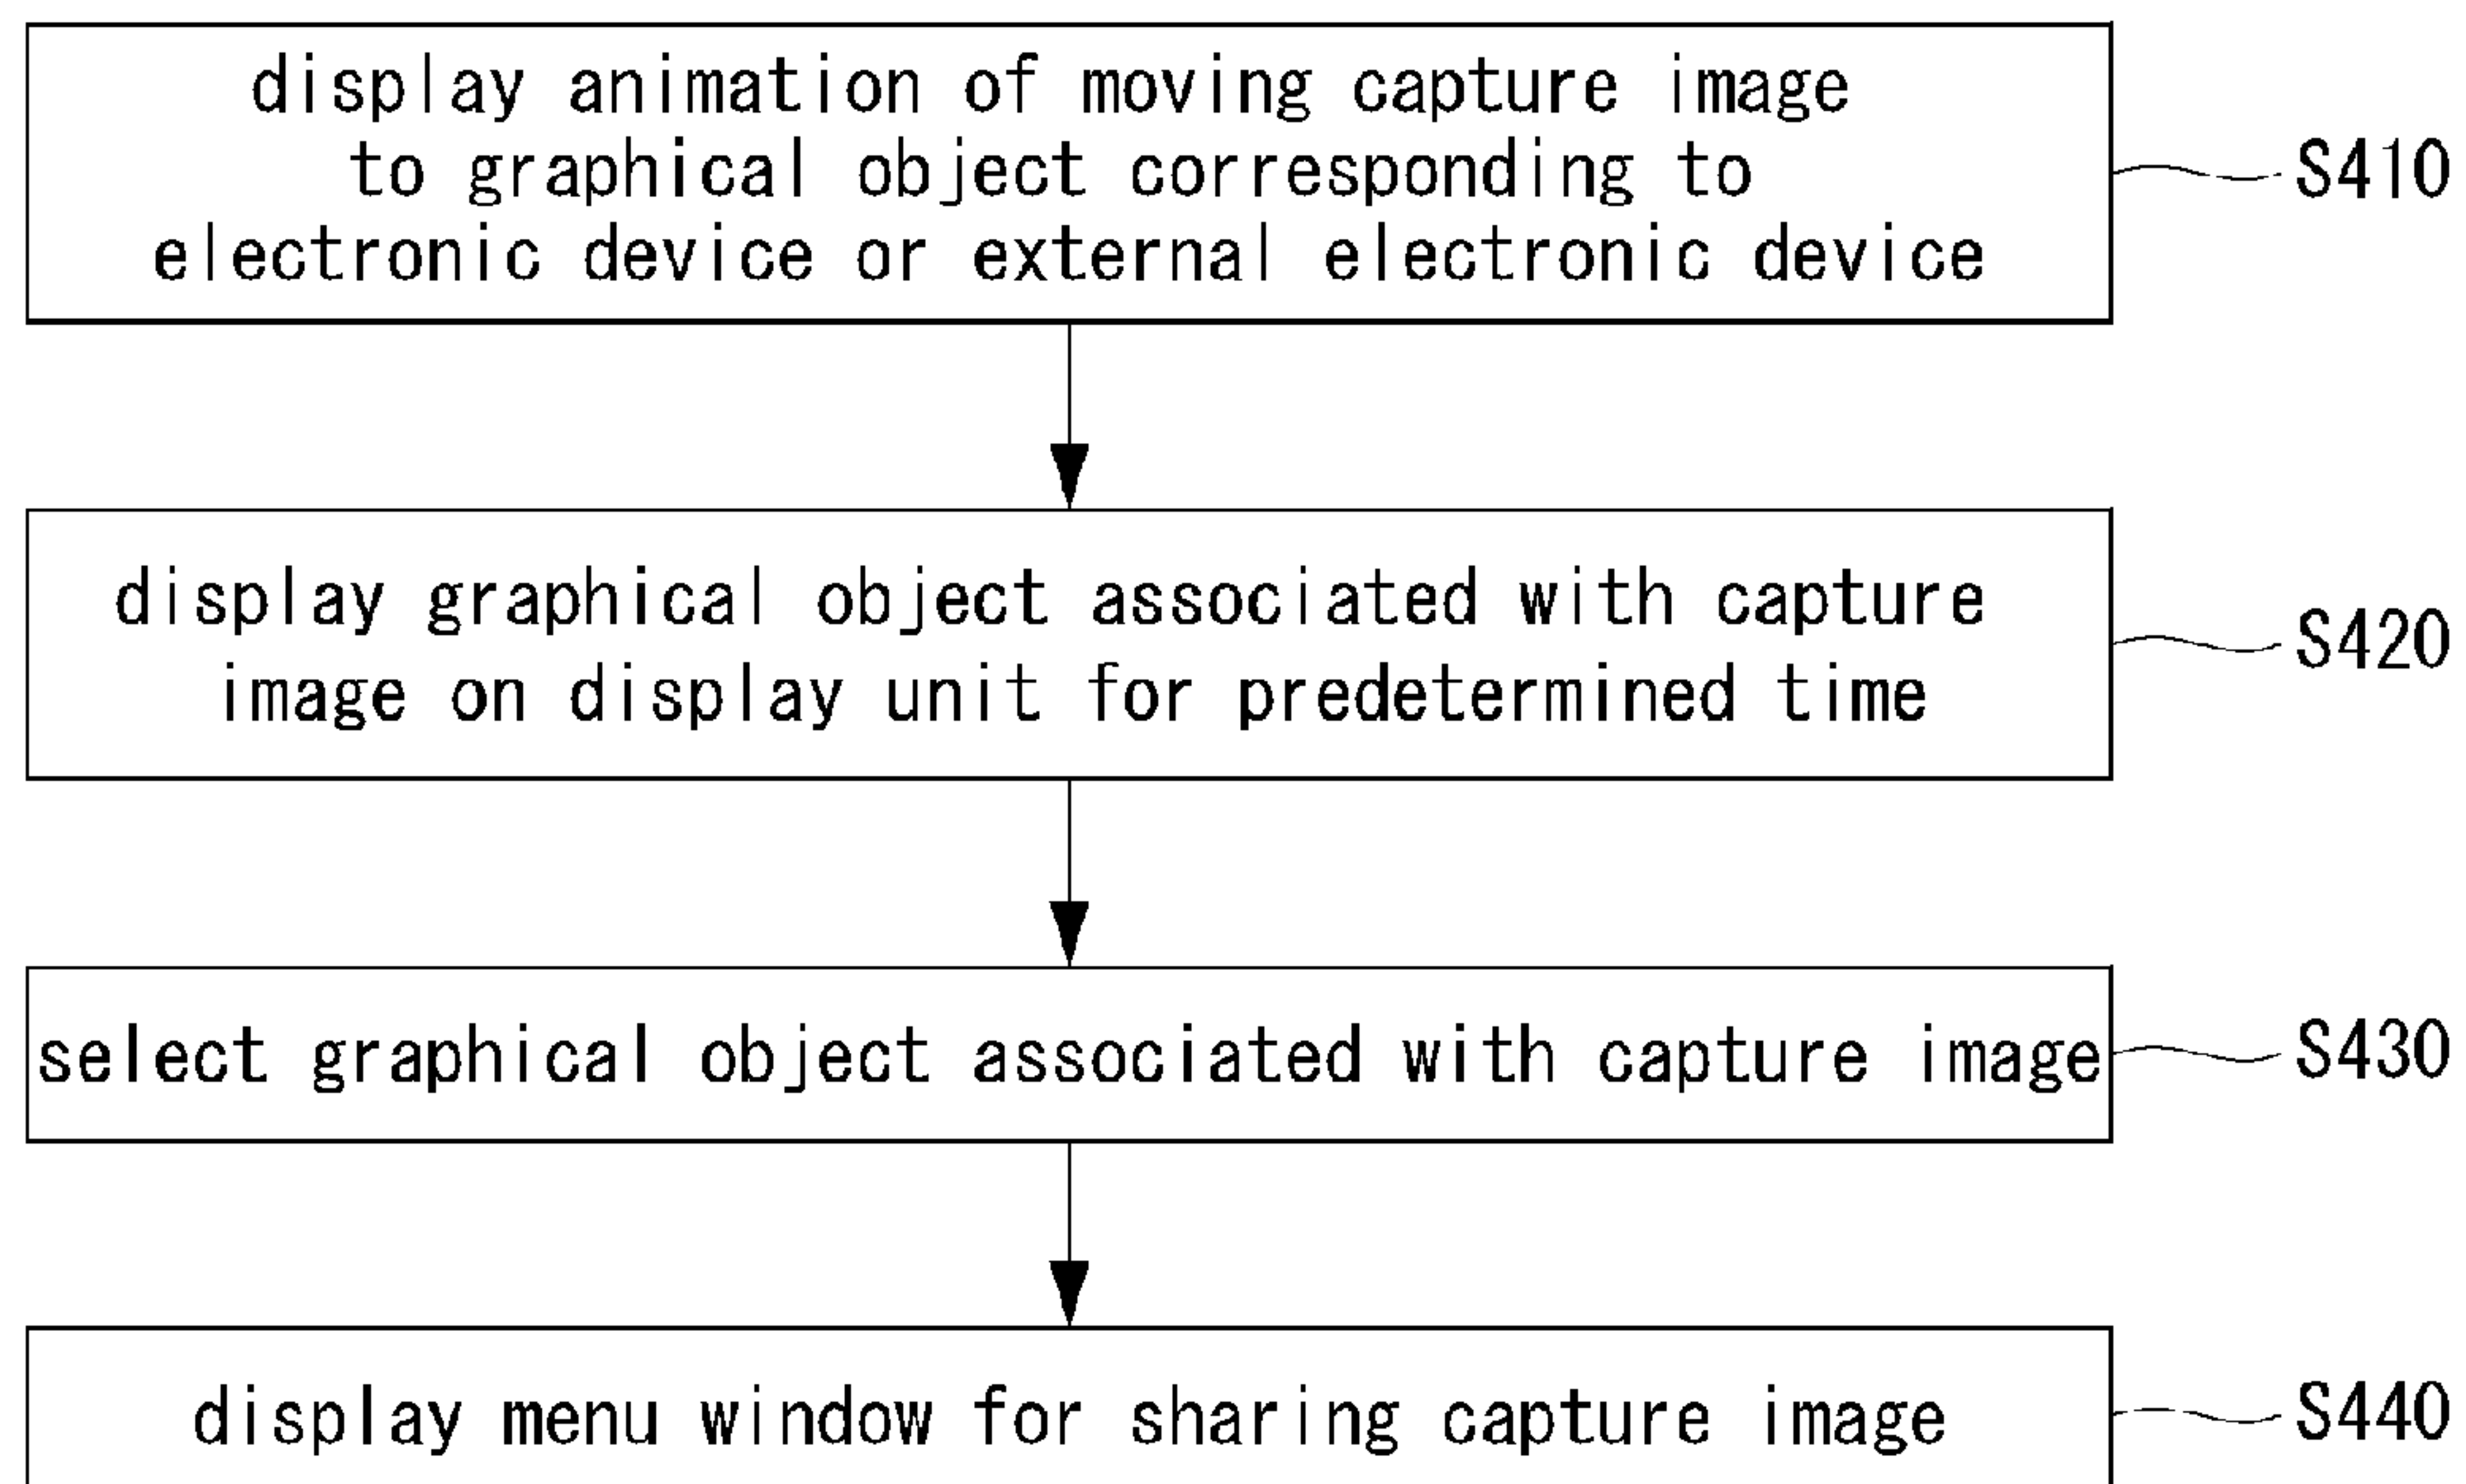 display animation of moving capture image
to graphical object corresponding to
electronic device or external electronic device
S410
display graphical object associated with capture
image on display unit for predetermined time
S420
select graphical object associated with capture image
S430
display menu window for sharing capture image
S440